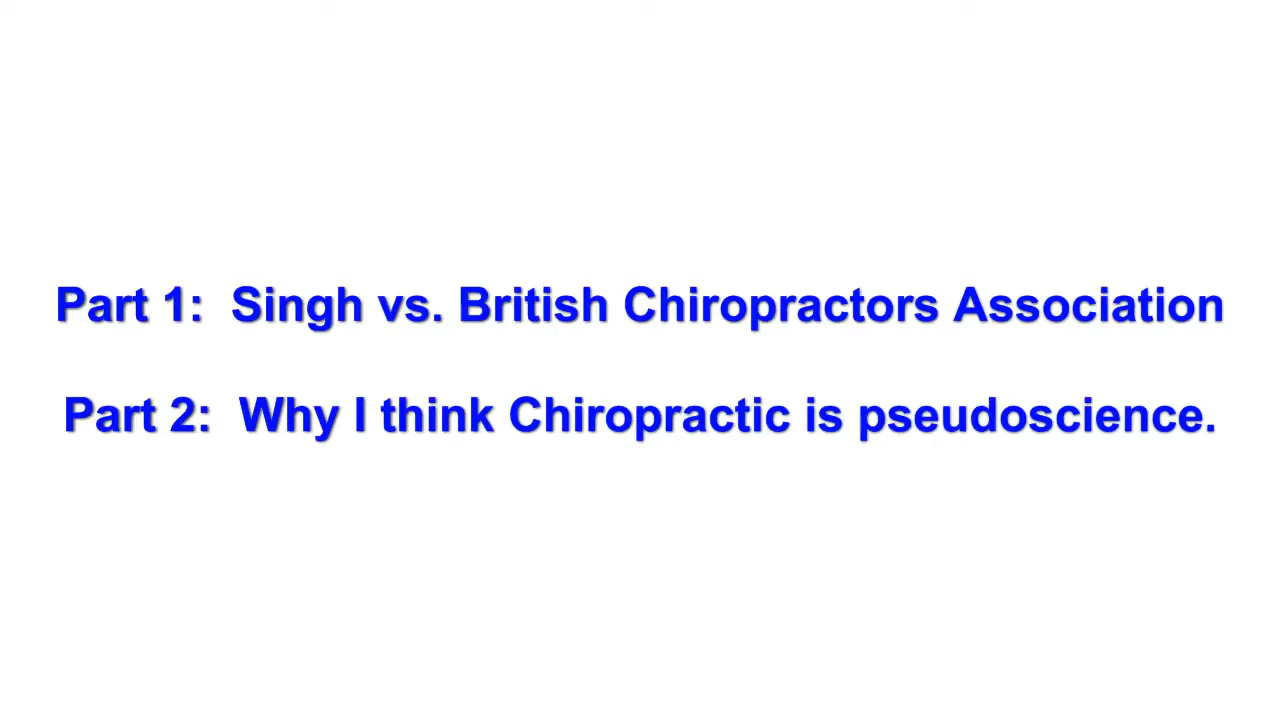 Part 1:  Singh vs. British Chiropractors Association
Part 2:  Why I think Chiropractic is pseudoscience.